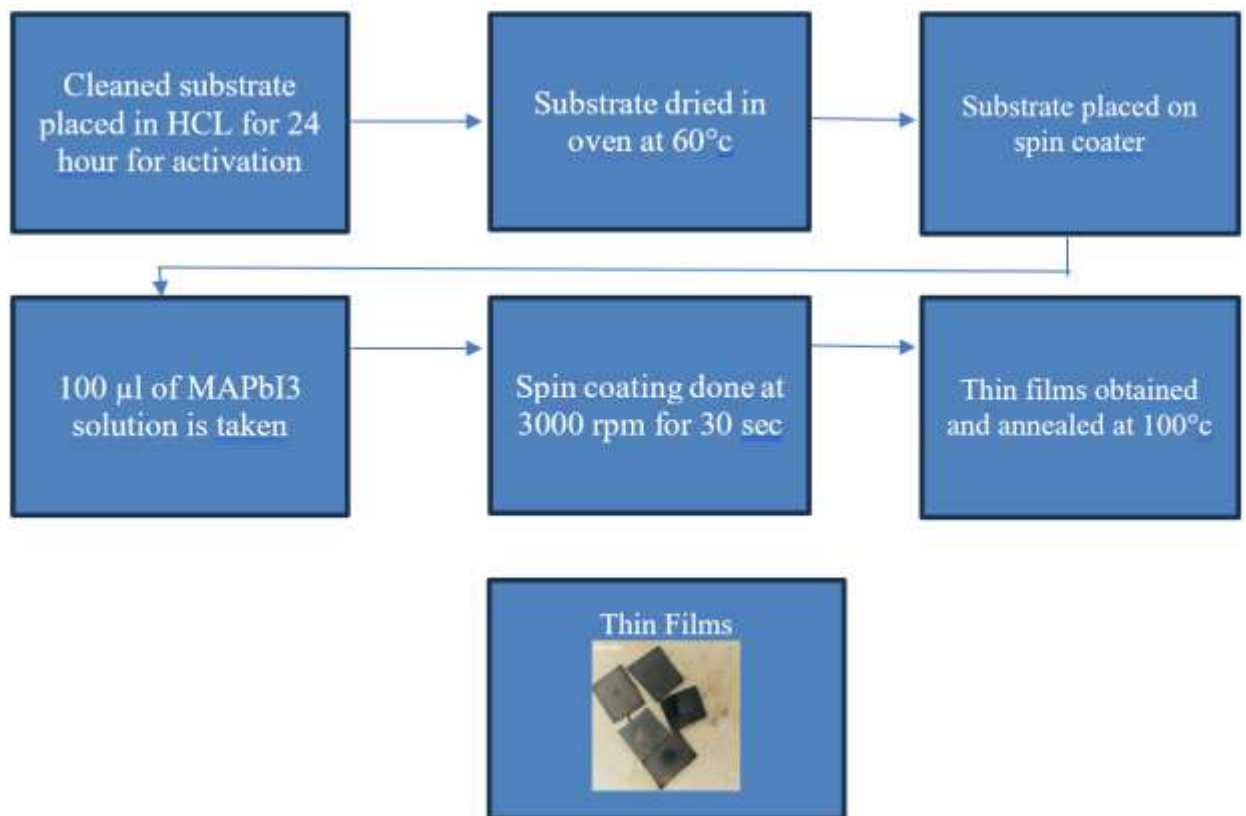 Cleaned substrate
placed in HCL for 24
hour for activation
Substrate dried in
oven at 60°c
Substrate placed on
spin coater
100 µl of MAPbI3
solution is taken
Spin coating done at
3000 rpm for 30 sec
Thin films obtained
and annealed at 100°c
Thin Films